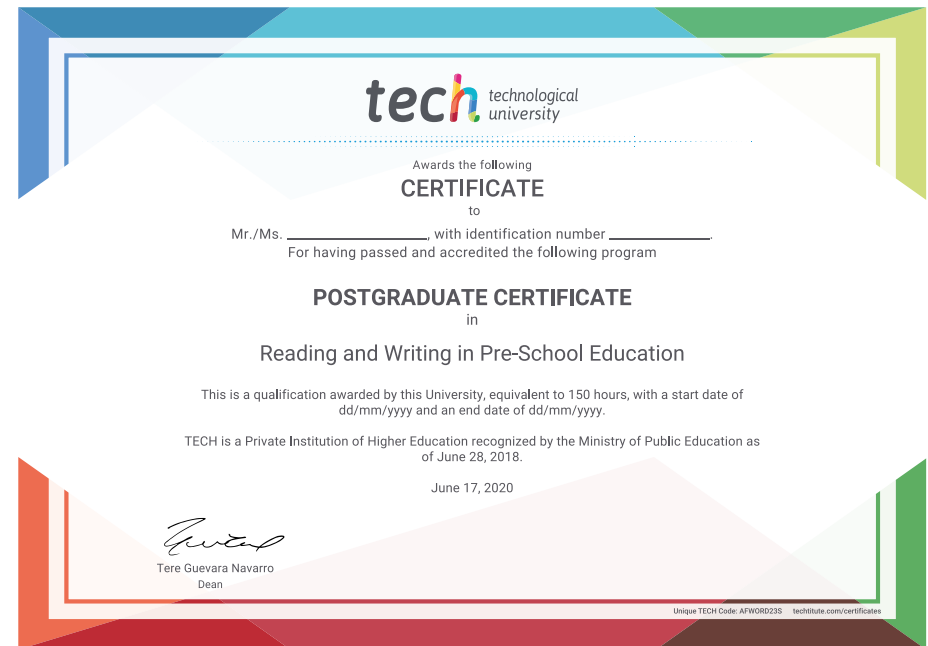 tech technological
university
Awards the following
CERTIFICATE
to
Mr./Ms. ____________________, with identification number ______________.
For having passed and accredited the following program
POSTGRADUATE CERTIFICATE
in
Reading and Writing in Pre-School Education
This is a qualification awarded by this University, equivalent to 150 hours, with a start date of
dd/mm/yyyy and an end date of dd/mm/yyyy.
TECH is a Private Institution of Higher Education recognized by the Ministry of Public Education as
of June 28, 2018.
June 17, 2020
Tere Guevara Navarro
Dean
Unique TECH Code: AFWORD23S techtitute.com/certificates